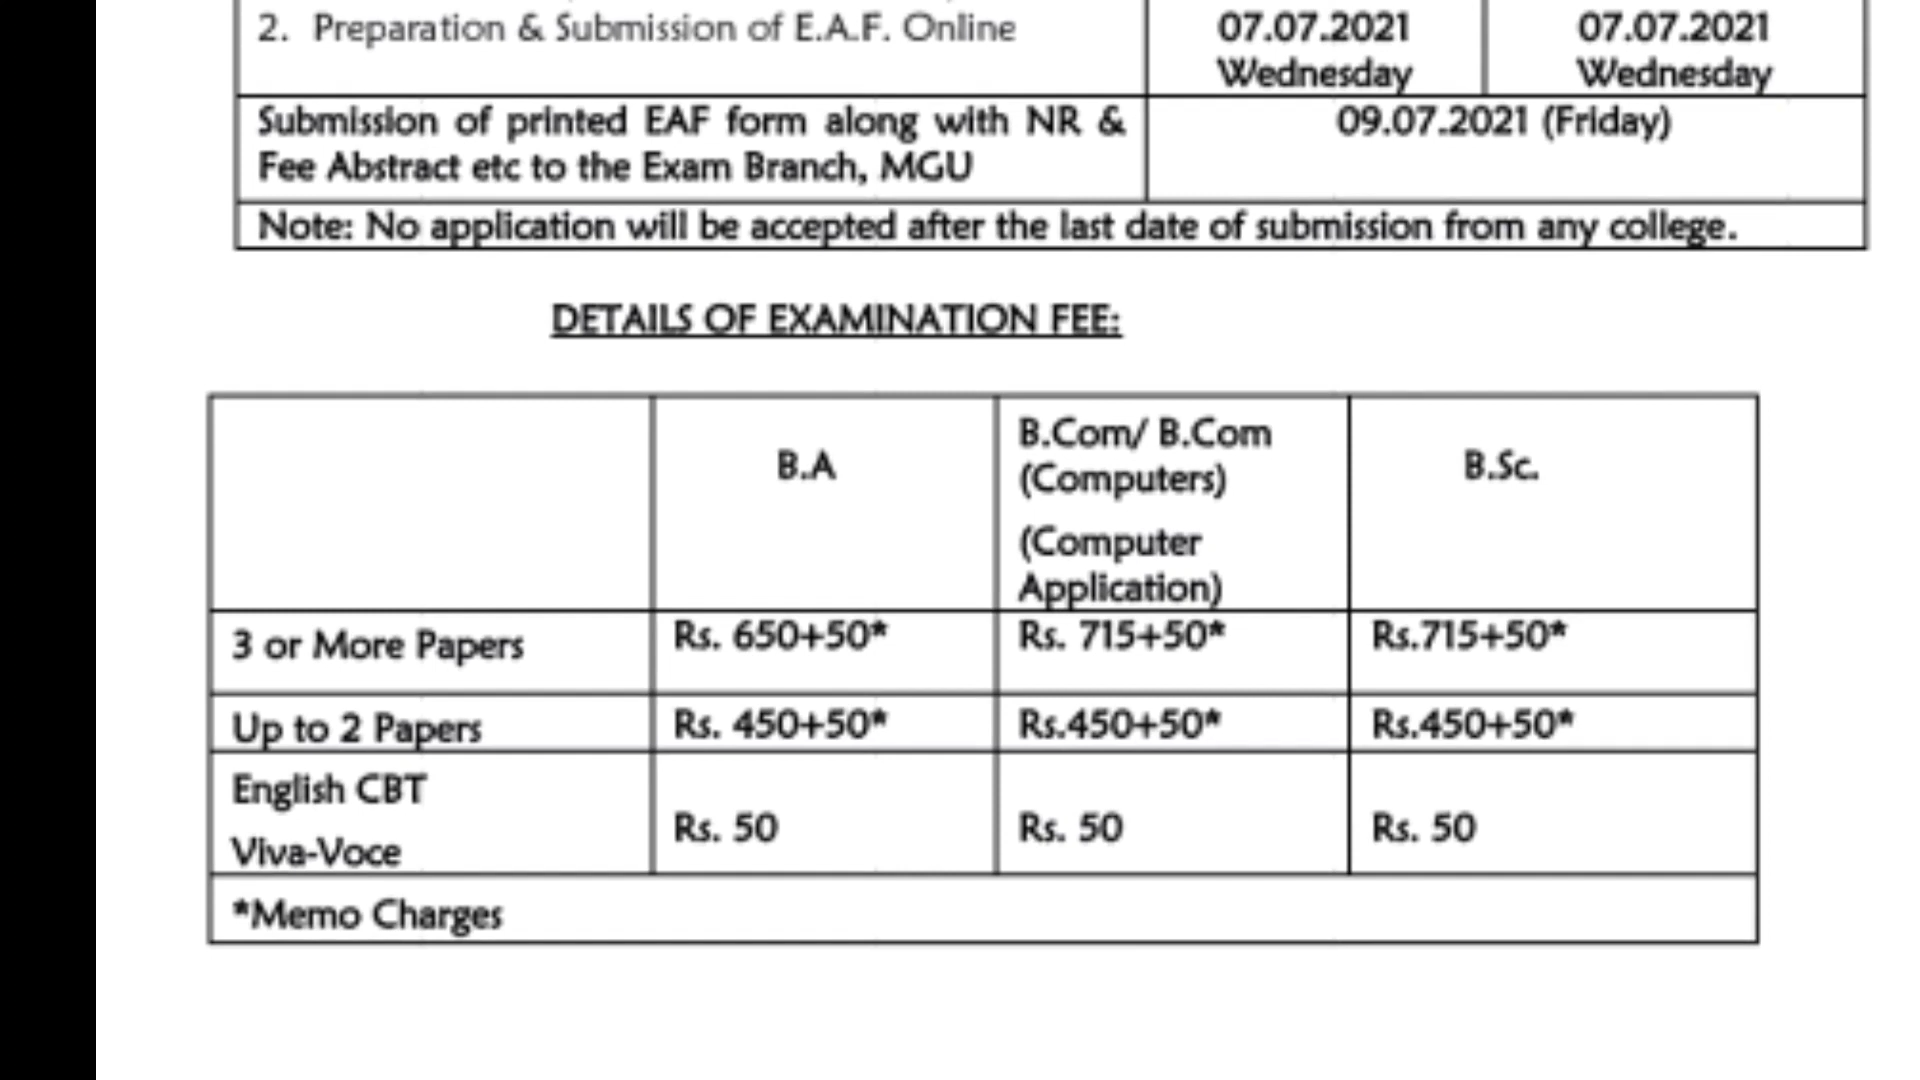 2. Preparation & Submission of E.A.F. Online
07.07.2021
Wednesday
07.07.2021
Wednesday
Submission of printed EAF form along with NR &
Fee Abstract etc to the Exam Branch, MGU
09.07.2021 (Friday)
Note: No application will be accepted after the last date of submission from any college.
DETAILS OF EXAMINATION FEE:
B.A
B.Com/ B.Com
(Computers)
(Computer
Application)
B.Sc.
3 or More Papers
Rs. 650+50*
Rs. 715+50*
Rs.715+50*
Up to 2 Papers
Rs. 450+50*
Rs.450+50*
Rs.450+50*
English CBT
Viva-Voce
Rs. 50
Rs. 50
Rs. 50
*Memo Charges